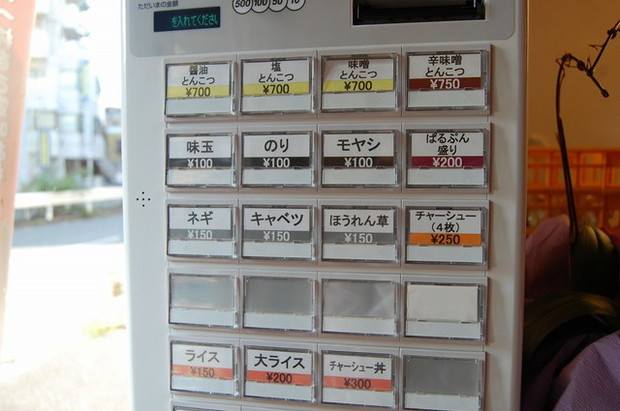 ただいまの金額
を入れてください
500 100 50 10
醤油
とんこつ
¥700
塩
とんこつ
¥700
味噌
とんこつ
¥700
辛味噌
とんこつ
¥750
味玉
¥100
のり
¥100
モヤシ
¥100
ぱるぷん
盛り
¥200
ネギ
¥150
キャベツ
¥150
ほうれん草
¥150
チャーシュー
(4枚)
¥250
ライス
¥150
大ライス
¥200
チャーシュー丼
¥300